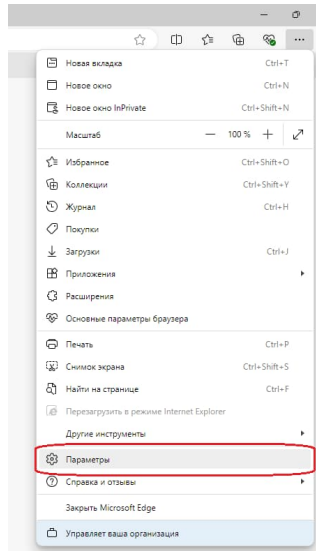 Новая вкладка Ctrl+T
Новое окно Ctrl+N
Новое окно InPrivate Ctrl+Shift+N
Масштаб — 100 % +
Избранное Ctrl+Shift+O
Коллекции Ctrl+Shift+Y
Журнал Ctrl+H
Покупки
Загрузки Ctrl+J
Приложения
Расширения
Основные параметры браузера
Печать Ctrl+P
Снимок экрана Ctrl+Shift+S
Найти на странице Ctrl+F
Перезагрузить в режиме Internet Explorer
Другие инструменты
Параметры
Справка и отзывы
Закрыть Microsoft Edge
Управляет ваша организация